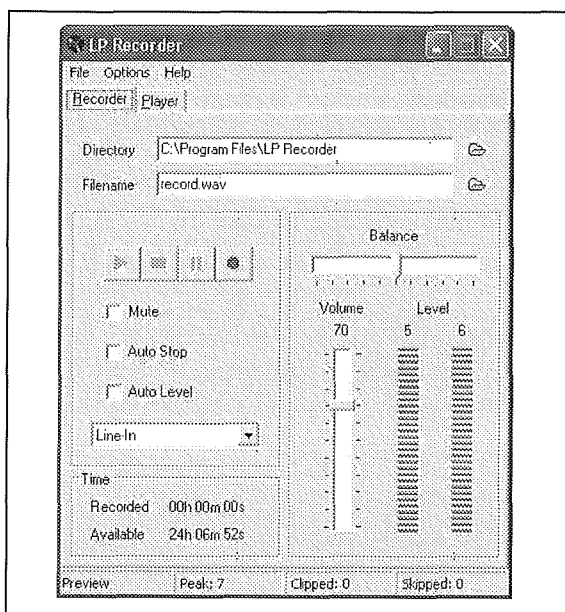 LP Recorder
File Options Help
Recorder Player
Directory C:\Program Files\LP Recorder
Filename record.wav
Balance
Mute
Auto Stop
Auto Level
Line-In
Volume Level
70 5 6
Time
Recorded 00h 00m 00s
Available 24h 06m 52s
Preview Peak: 7 Clipped: 0 Skipped: 0